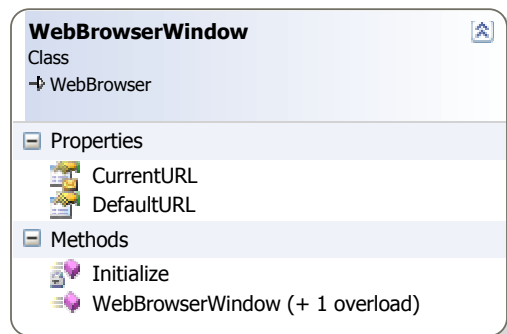 WebBrowserWindow
Class
WebBrowser
Properties
CurrentURL
DefaultURL
Methods
Initialize
WebBrowserWindow (+ 1 overload)